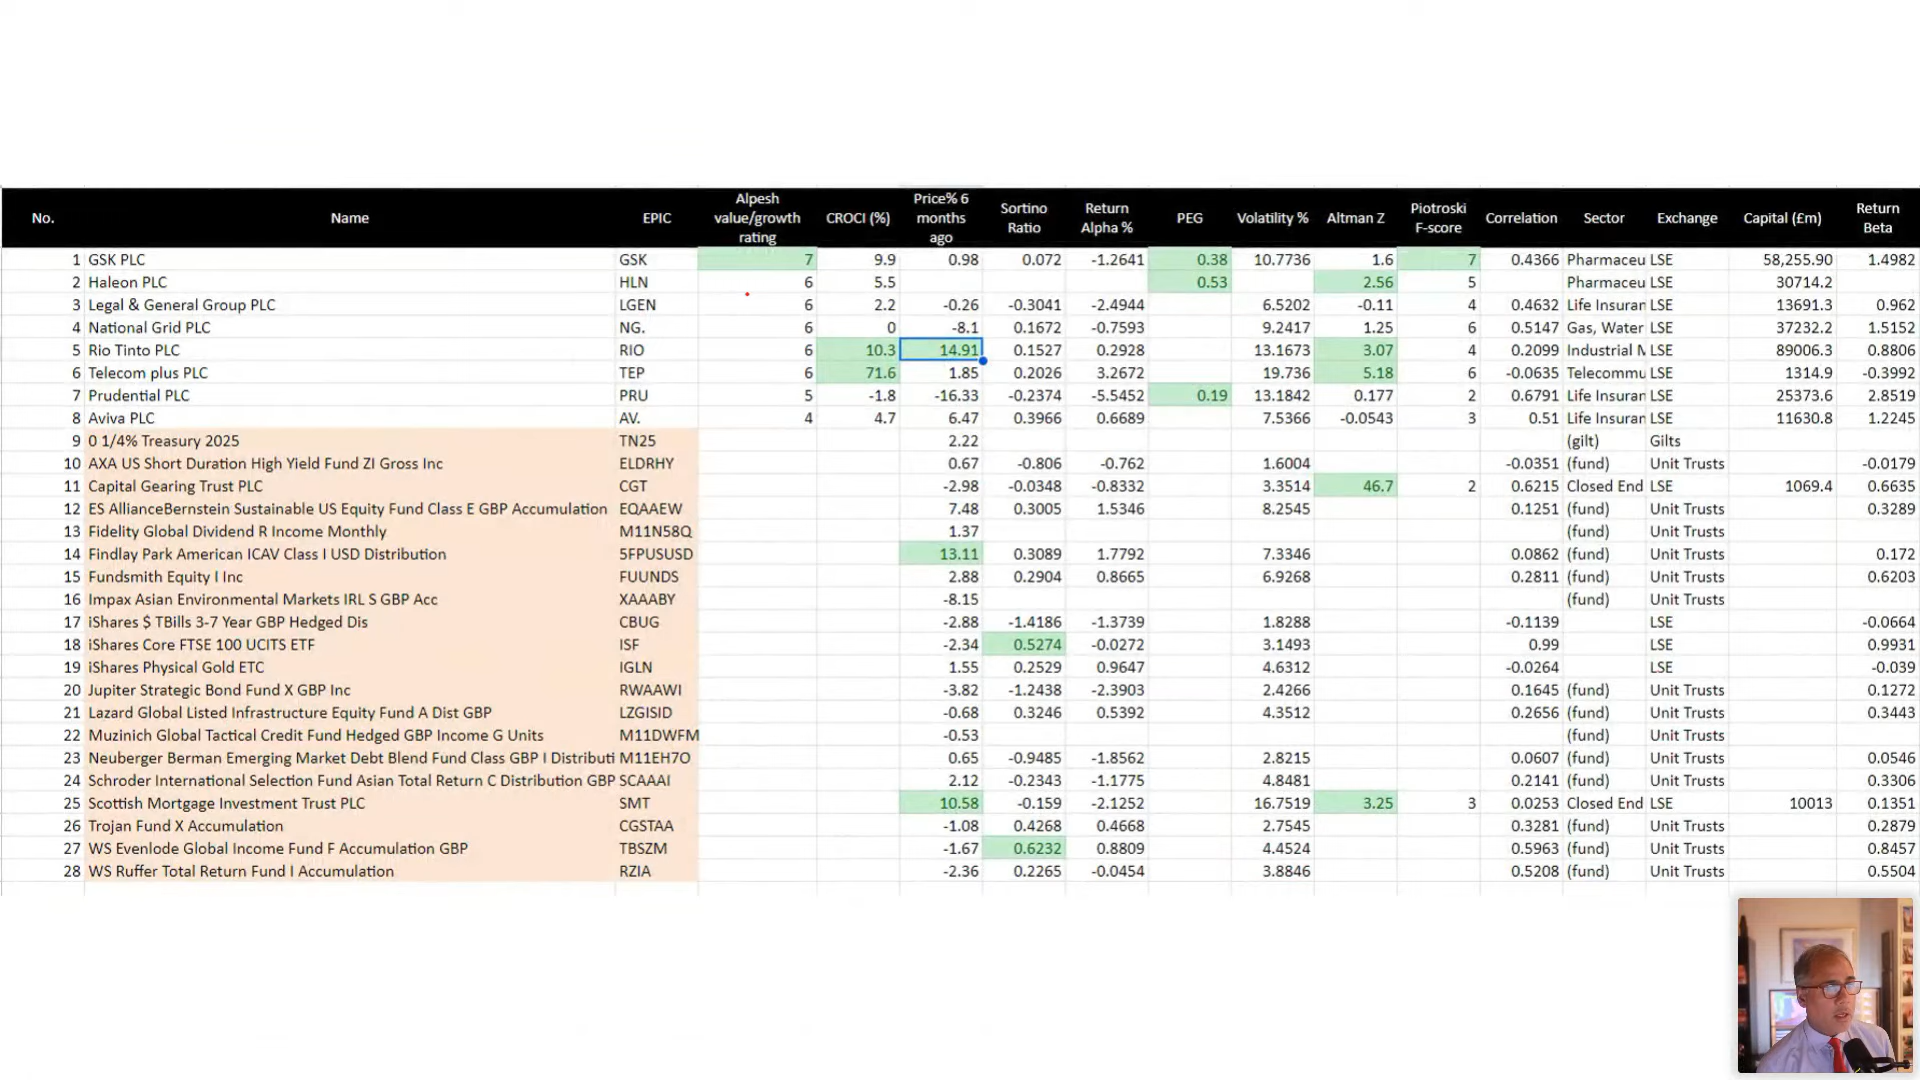 No. Name EPIC Alpesh value/growth rating CROCI (%) Price% 6 months ago Sortino Ratio Return Alpha % PEG Volatility % Altman Z Piotroski F-score Correlation Sector Exchange Capital (£m) Return Beta
1 GSK PLC GSK 7 9.9 0.98 0.072 -1.2641 0.38 10.7736 1.6 7 0.4366 Pharmaceu LSE 58,255.90 1.4982
2 Haleon PLC HLN 6 5.5 0.53 2.56 5 Pharmaceu LSE 30714.2
3 Legal & General Group PLC LGEN 6 2.2 -0.26 -0.3041 -2.4944 6.5202 -0.11 4 0.4632 Life Insuran LSE 13691.3 0.962
4 National Grid PLC NG. 6 0 -8.1 0.1672 -0.7593 9.2417 1.25 6 0.5147 Gas, Water LSE 37232.2 1.5152
5 Rio Tinto PLC RIO 6 10.3 14.91 0.1527 0.2928 13.1673 3.07 4 0.2099 Industrial M LSE 89006.3 0.8806
6 Telecom plus PLC TEP 6 71.6 1.85 0.2026 3.2672 19.736 5.18 6 -0.0635 Telecommu LSE 1314.9 -0.3992
7 Prudential PLC PRU 5 -1.8 -16.33 -0.2374 -5.5452 0.19 13.1842 0.177 2 0.6791 Life Insuran LSE 25373.6 2.8519
8 Aviva PLC AV. 4 4.7 6.47 0.3966 0.6689 7.5366 -0.0543 3 0.51 Life Insuran LSE 11630.8 1.2245
9 0 1/4% Treasury 2025 TN25 2.22 (gilt) Gilts
10 AXA US Short Duration High Yield Fund ZI Gross Inc ELDRHY 0.67 -0.806 -0.762 1.6004 -0.0351 (fund) Unit Trusts -0.0179
11 Capital Gearing Trust PLC CGT -2.98 -0.0348 -0.8332 3.3514 46.7 2 0.6215 Closed End LSE 1069.4 0.6635
12 ES AllianceBernstein Sustainable US Equity Fund Class E GBP Accumulation EQAAEW 7.48 0.3005 1.5346 8.2545 0.1251 (fund) Unit Trusts 0.3289
13 Fidelity Global Dividend R Income Monthly M11N58Q 1.37 (fund) Unit Trusts
14 Findlay Park American ICAV Class I USD Distribution 5FPUSUSD 13.11 0.3089 1.7792 7.3346 0.0862 (fund) Unit Trusts 0.172
15 Fundsmith Equity I Inc FUUNDS 2.88 0.2904 0.8665 6.9268 0.2811 (fund) Unit Trusts 0.6203
16 Impax Asian Environmental Markets IRL S GBP Acc XAAABY -8.15 (fund) Unit Trusts
17 iShares $ TBills 3-7 Year GBP Hedged Dis CBUG -2.88 -1.4186 -1.3739 1.8288 -0.1139 LSE -0.0664
18 iShares Core FTSE 100 UCITS ETF ISF -2.34 0.5274 -0.0272 3.1493 0.99 LSE 0.9931
19 iShares Physical Gold ETC IGLN 1.55 0.2529 0.9647 4.6312 -0.0264 LSE -0.039
20 Jupiter Strategic Bond Fund X GBP Inc RWAAWI -3.82 -1.2438 -2.3903 2.4266 0.1645 (fund) Unit Trusts 0.1272
21 Lazard Global Listed Infrastructure Equity Fund A Dist GBP LZGISID -0.68 0.3246 0.5392 4.3512 0.2656 (fund) Unit Trusts 0.3443
22 Muzinich Global Tactical Credit Fund Hedged GBP Income G Units M11DWFM -0.53 (fund) Unit Trusts
23 Neuberger Berman Emerging Market Debt Blend Fund Class GBP I Distributi M11EH7O 0.65 -0.9485 -1.8562 2.8215 0.0607 (fund) Unit Trusts 0.0546
24 Schroder International Selection Fund Asian Total Return C Distribution GBP SCAAAI 2.12 -0.2343 -1.1775 4.8481 0.2141 (fund) Unit Trusts 0.3306
25 Scottish Mortgage Investment Trust PLC SMT 10.58 -0.159 -2.1252 16.7519 3.25 3 0.0253 Closed End LSE 10013 0.1351
26 Trojan Fund X Accumulation CGSTAA -1.08 0.4268 0.4668 2.7545 0.3281 (fund) Unit Trusts 0.2879
27 WS Evenlode Global Income Fund F Accumulation GBP TBSZM -1.67 0.6232 0.8809 4.4524 0.5963 (fund) Unit Trusts 0.8457
28 WS Ruffer Total Return Fund I Accumulation RZIA -2.36 0.2265 -0.0454 3.8846 0.5208 (fund) Unit Trusts 0.5504